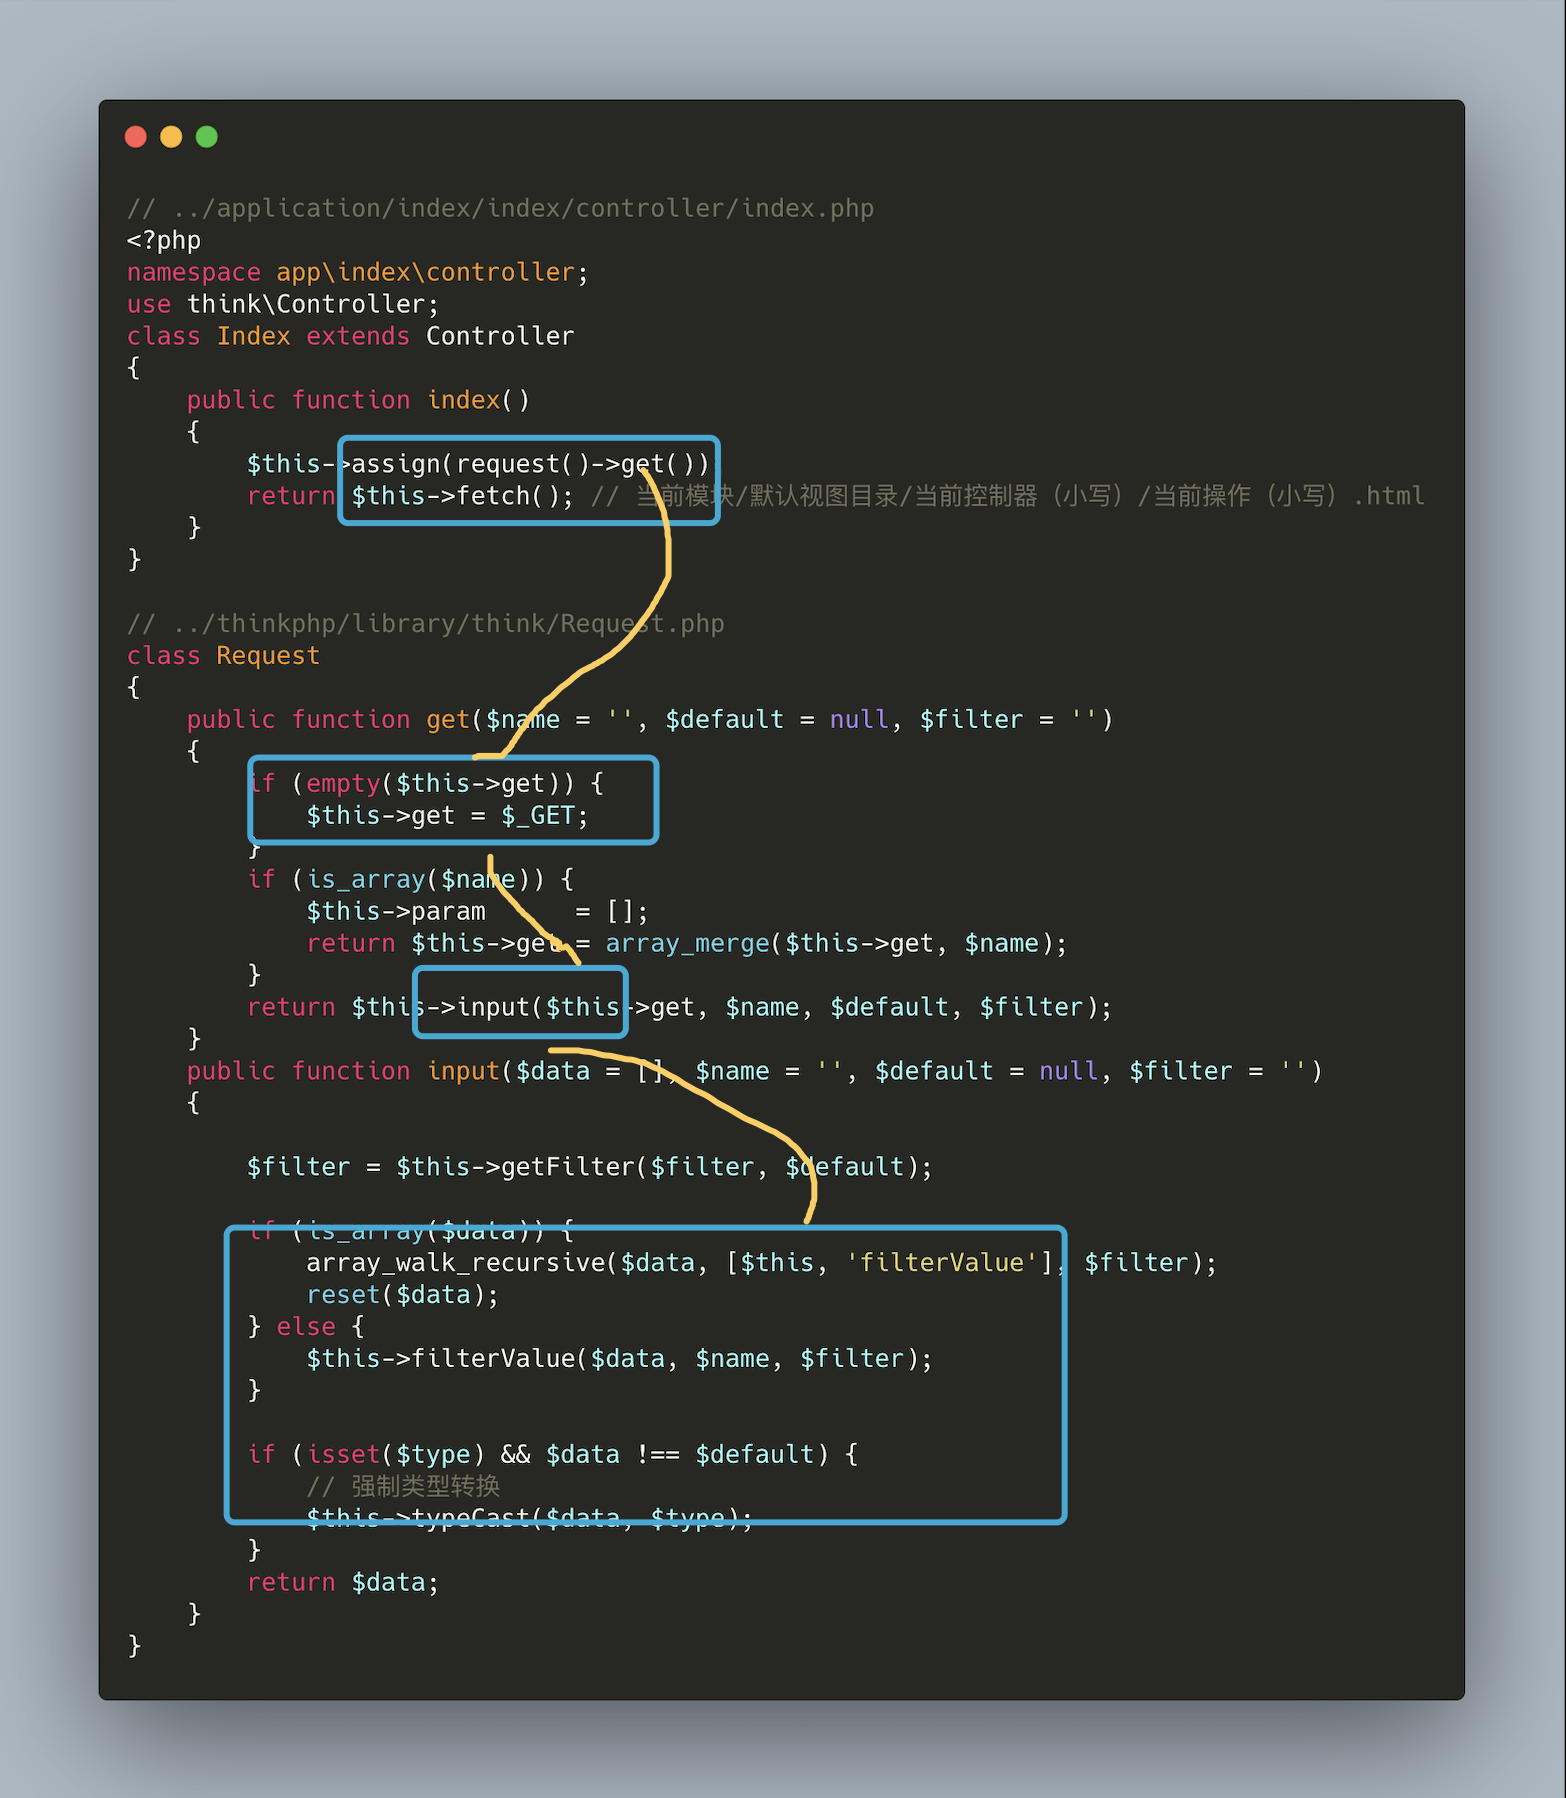 // ../application/index/index/controller/index.php
<?php
namespace app\index\controller;
use think\Controller;
class Index extends Controller
{
    public function index()
    {
        $this->assign(request()->get())
        return $this->fetch(); // 当前模块/默认视图目录/当前控制器（小写）/当前操作（小写）.html
    }
}
// ../thinkphp/library/think/Request.php
class Request
{
    public function get($name = '', $default = null, $filter = '')
    {
        if (empty($this->get)) {
            $this->get = $_GET;
        }
        if (is_array($name)) {
            $this->param      = [];
            return $this->get = array_merge($this->get, $name);
        }
        return $this->input($this->get, $name, $default, $filter);
    }
    public function input($data = [], $name = '', $default = null, $filter = '')
    {
        $filter = $this->getFilter($filter, $default);
        if (is_array($data)) {
            array_walk_recursive($data, [$this, 'filterValue'], $filter);
            reset($data);
        } else {
            $this->filterValue($data, $name, $filter);
        }
        if (isset($type) && $data !== $default) {
            // 强制类型转换
            $this->typeCast($data, $type);
        }
        return $data;
    }
}